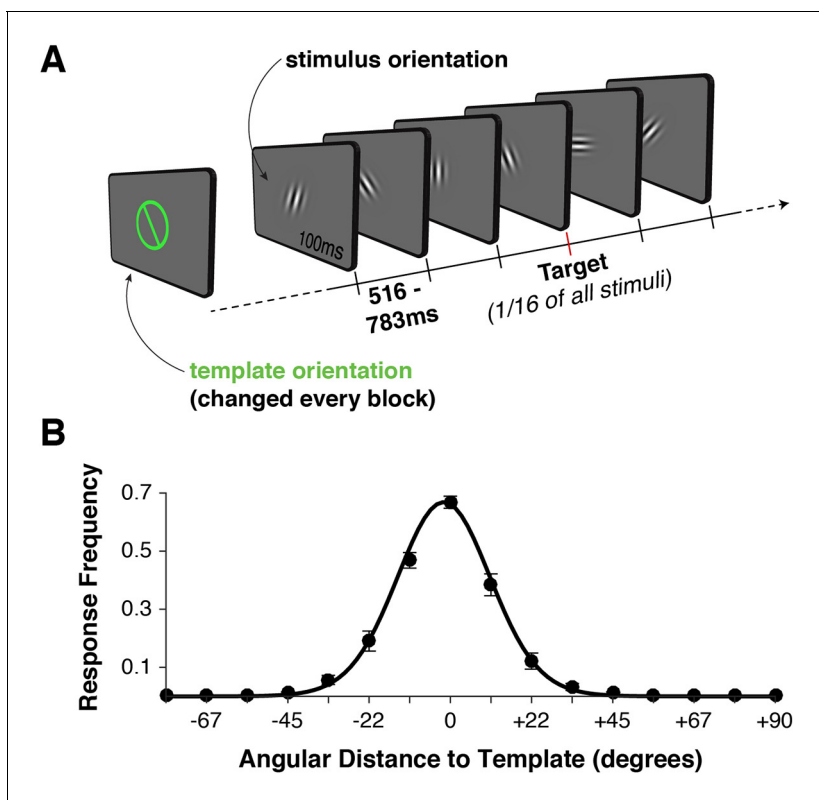 A
stimulus orientation
100ms
516 -
783ms
Target
(1/16 of all stimuli)
template orientation
(changed every block)
B
Response Frequency
0.7
0.5
0.3
0.1
-67 -45 -22 0 +22 +45 +67 +90
Angular Distance to Template (degrees)